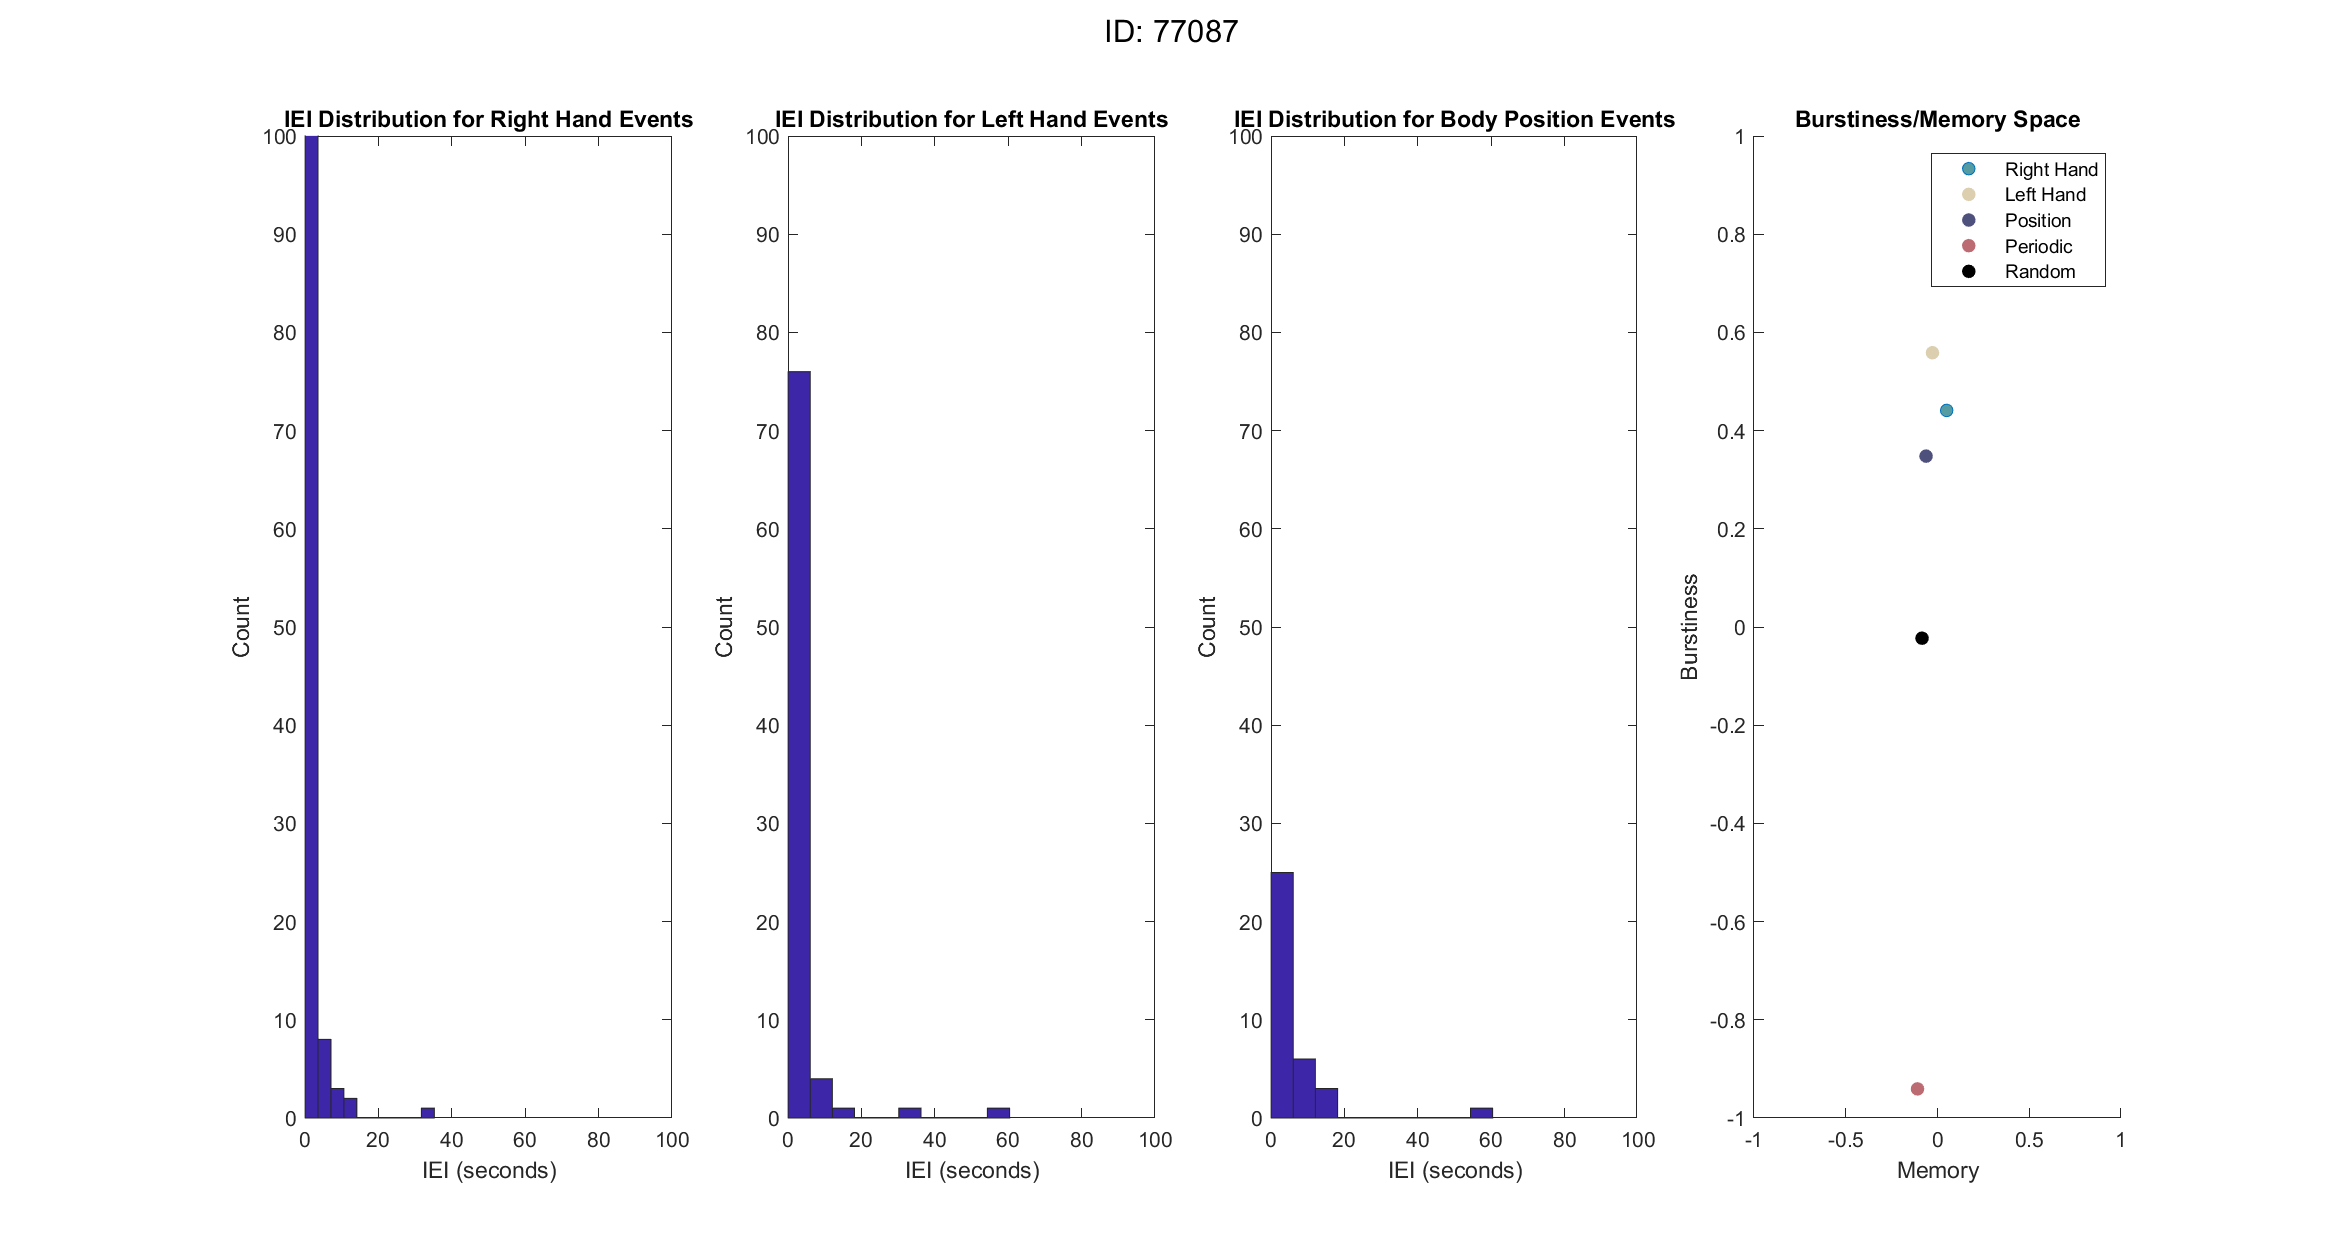 ID: 77087
IEI Distribution for Right Hand Events
100
90
80
70
60
50
40
30
20
10
0
Count
0 20 40 60 80 100
IEI (seconds)
IEI Distribution for Left Hand Events
100
90
80
70
60
50
40
30
20
10
0
Count
0 20 40 60 80 100
IEI (seconds)
IEI Distribution for Body Position Events
100
90
80
70
60
50
40
30
20
10
0
Count
0 20 40 60 80 100
IEI (seconds)
Burstiness/Memory Space
Right Hand
Left Hand
Position
Periodic
Random
1
0.8
0.6
0.4
0.2
0
-0.2
-0.4
-0.6
-0.8
-1
Burstiness
-1 -0.5 0 0.5 1
Memory